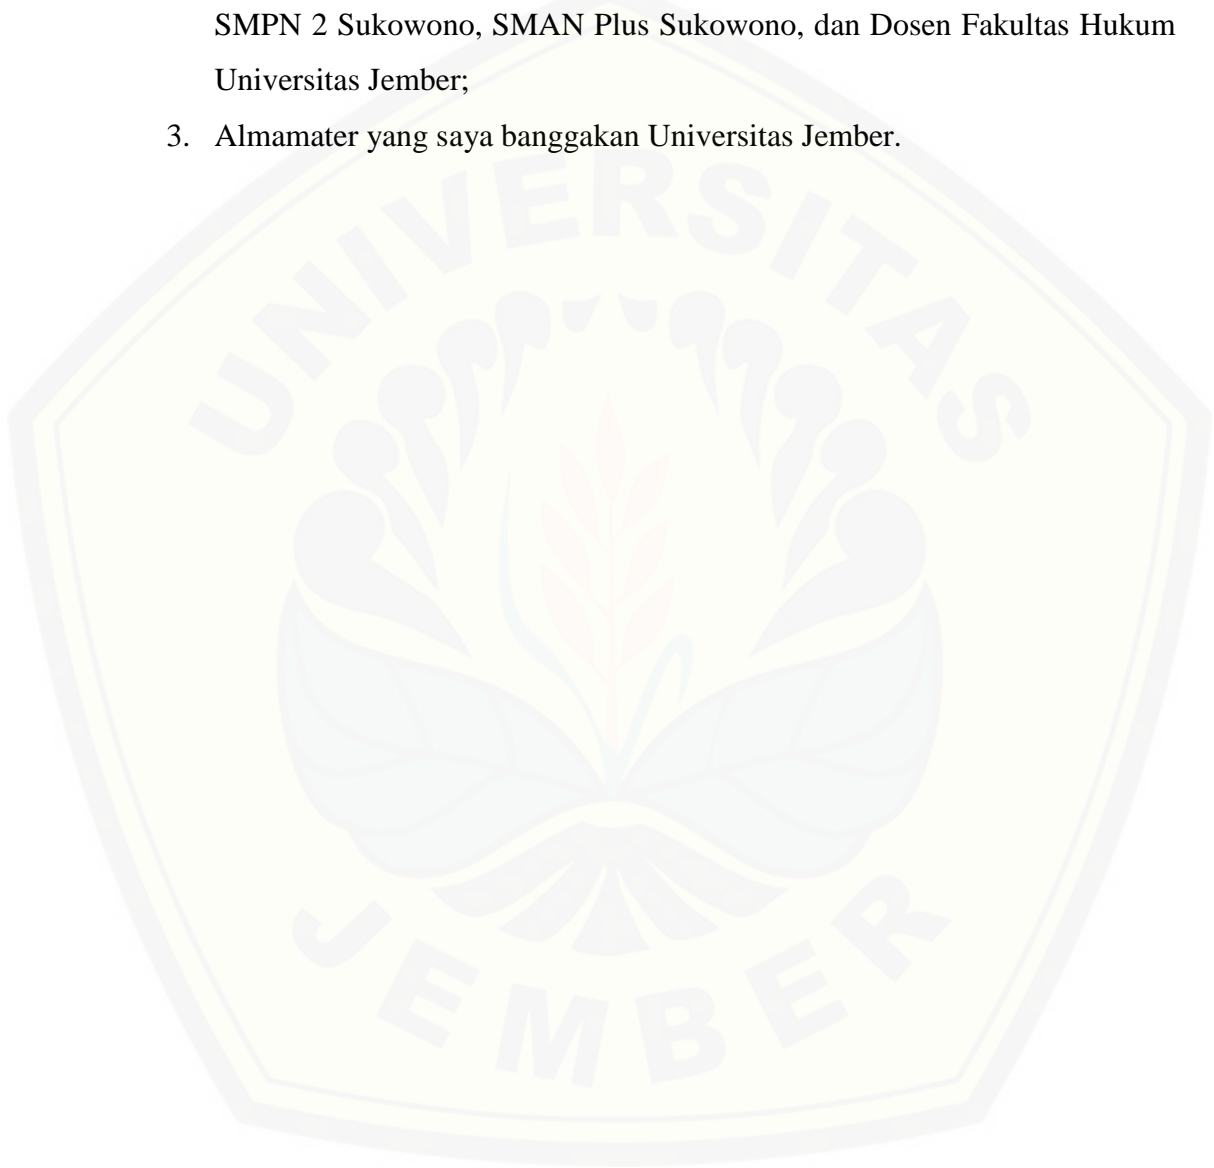 SMPN 2 Sukowono, SMAN Plus Sukowono, dan Dosen Fakultas Hukum
Universitas Jember;
3. Almamater yang saya banggakan Universitas Jember.
UNIVERSITAS
JEMBER